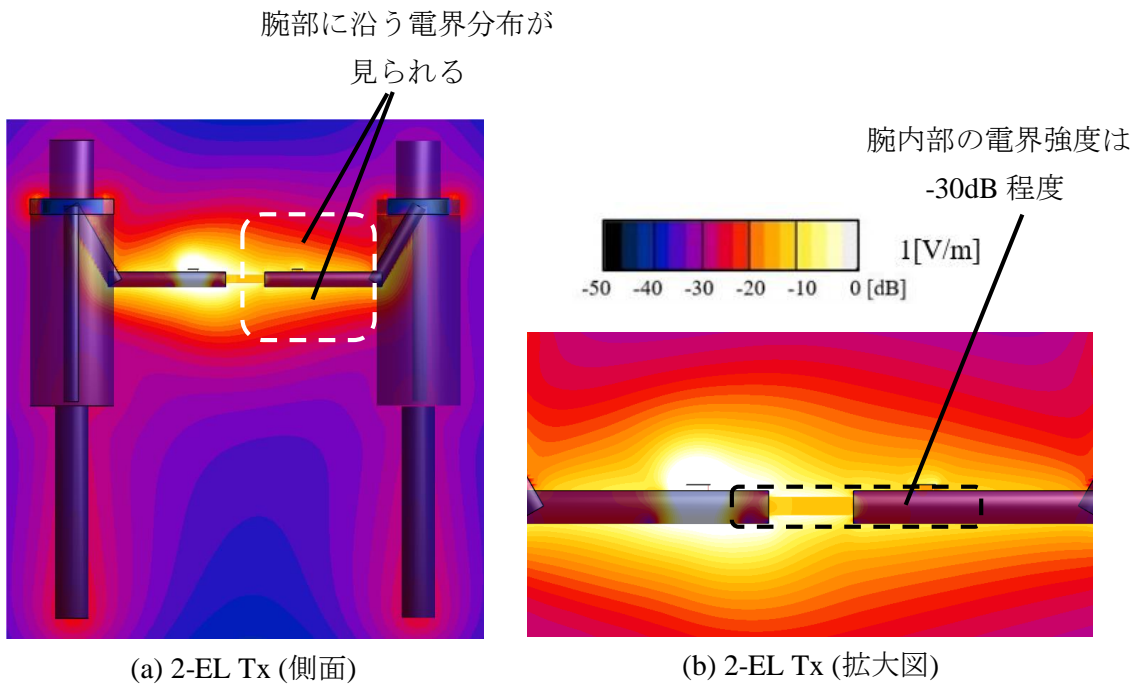 腕部に沿う電界分布が
見られる
腕内部の電界強度は
-30dB 程度
1[V/m]
-50 -40 -30 -20 -10 0 [dB]
(a) 2-EL Tx (側面)
(b) 2-EL Tx (拡大図)